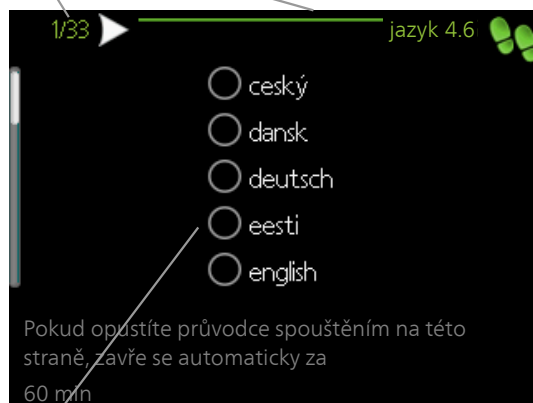 1/33 jazyk 4.6
ceský
dansk
deutsch
eesti
english
Pokud opustíte průvodce spouštěním na této
straně, zavře se automaticky za
60 min